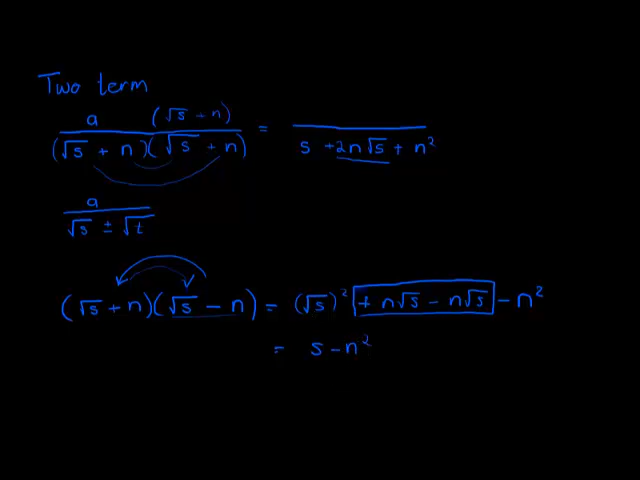 Two term
a (√s + n)
(√s + n)(√s + n) = s + 2n√s + n²
a
√s ± √t
(√s + n)(√s - n) = (√s)² + n√s - n√s - n²
= s - n²